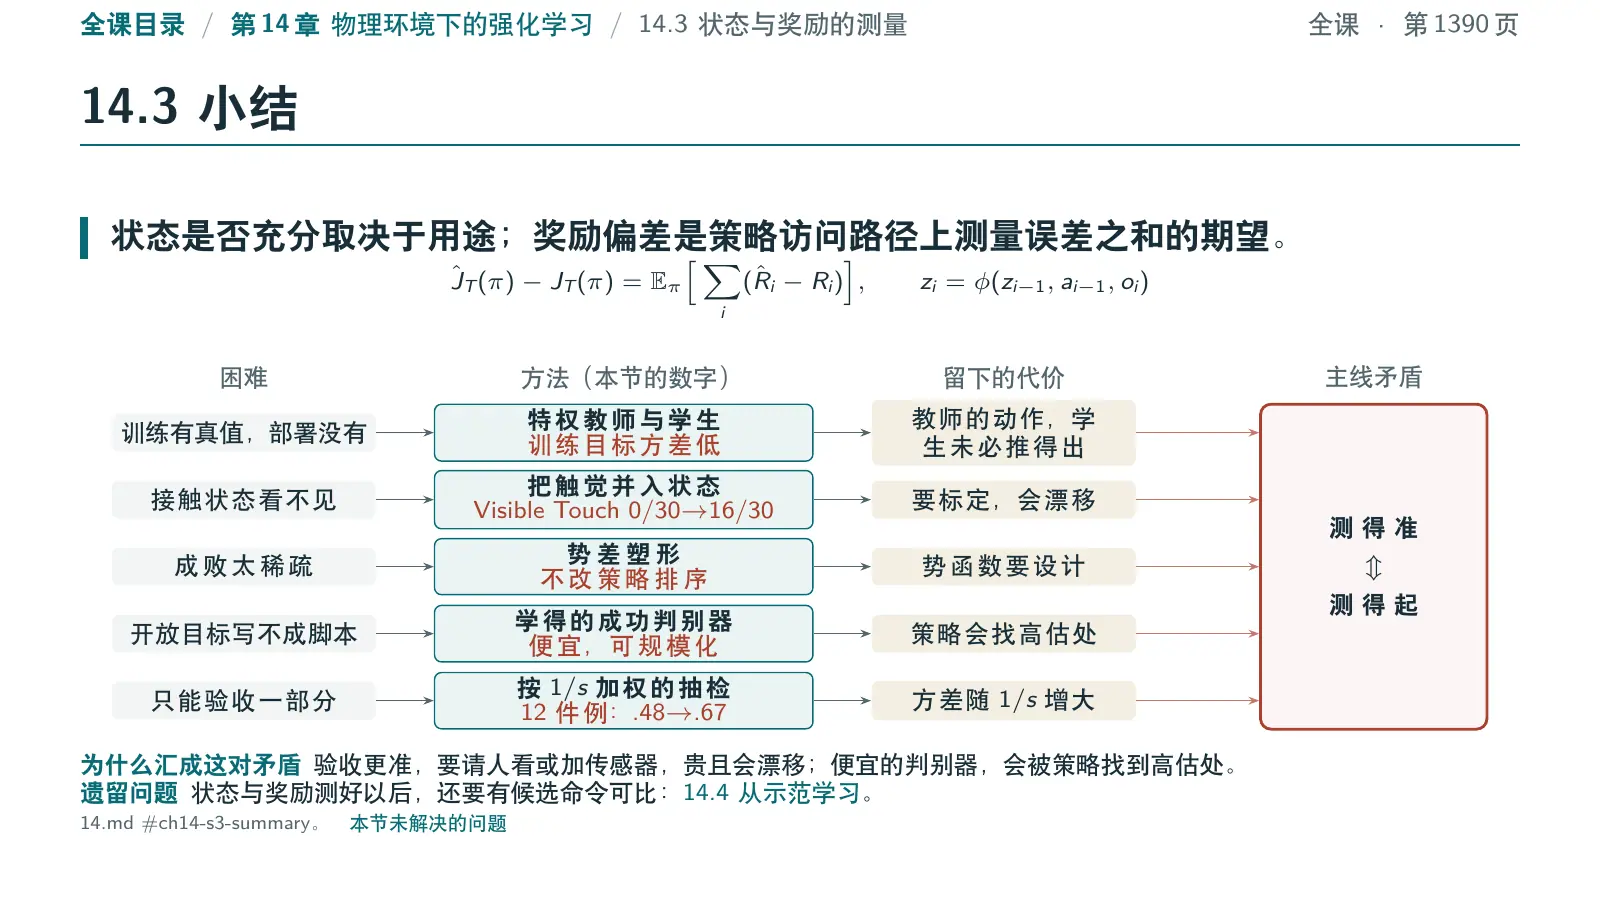 全课目录 / 第 14 章 物理环境下的强化学习 / 14.3 状态与奖励的测量
全课 · 第 1390 页
14.3 小结
状态是否充分取决于用途；奖励偏差是策略访问路径上测量误差之和的期望。
Ĵ_T(π) − J_T(π) = 𝔼_π[∑_i (R̂_i − R_i)], z_i = ϕ(z_{i−1}, a_{i−1}, o_i)
困难
方法（本节的数字）
留下的代价
主线矛盾
训练有真值，部署没有
特权教师与学生
训练目标方差低
教师的动作，学
生未必推得出
接触状态看不见
把触觉并入状态
Visible Touch 0/30→16/30
要标定，会漂移
成败太稀疏
势差塑形
不改策略排序
势函数要设计
开放目标写不成脚本
学得的成功判别器
便宜，可规模化
策略会找高估处
只能验收一部分
按 1/s 加权的抽检
12 件例：.48→.67
方差随 1/s 增大
测得准
⇕
测得起
为什么汇成这对矛盾 验收更准，要请人看或加传感器，贵且会漂移；便宜的判别器，会被策略找到高估处。
遗留问题 状态与奖励测好以后，还要有候选命令可比：14.4 从示范学习。
14.md #ch14-s3-summary。 本节未解决的问题